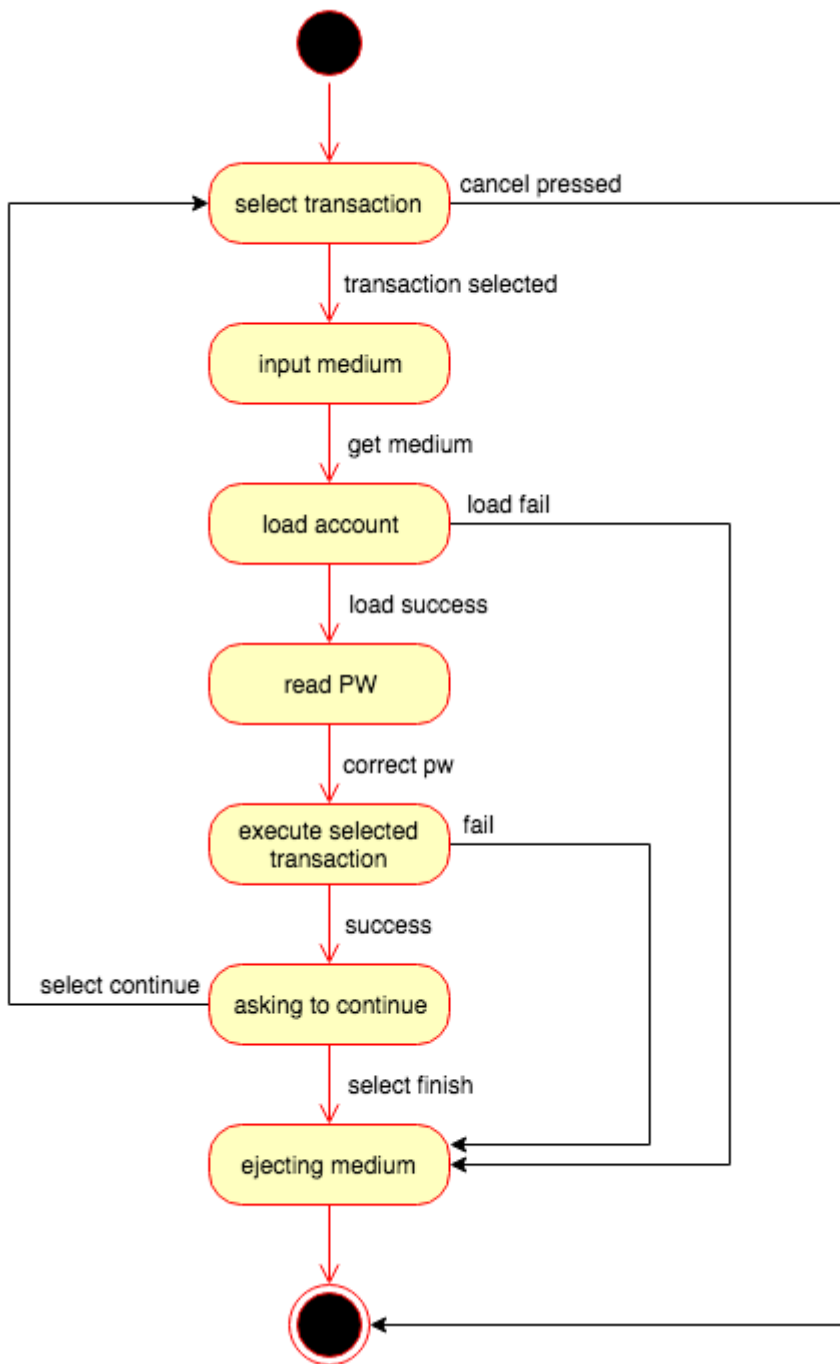 select transaction
cancel pressed
transaction selected
input medium
get medium
load account
load fail
load success
read PW
correct pw
execute selected
transaction
fail
success
select continue
asking to continue
select finish
ejecting medium